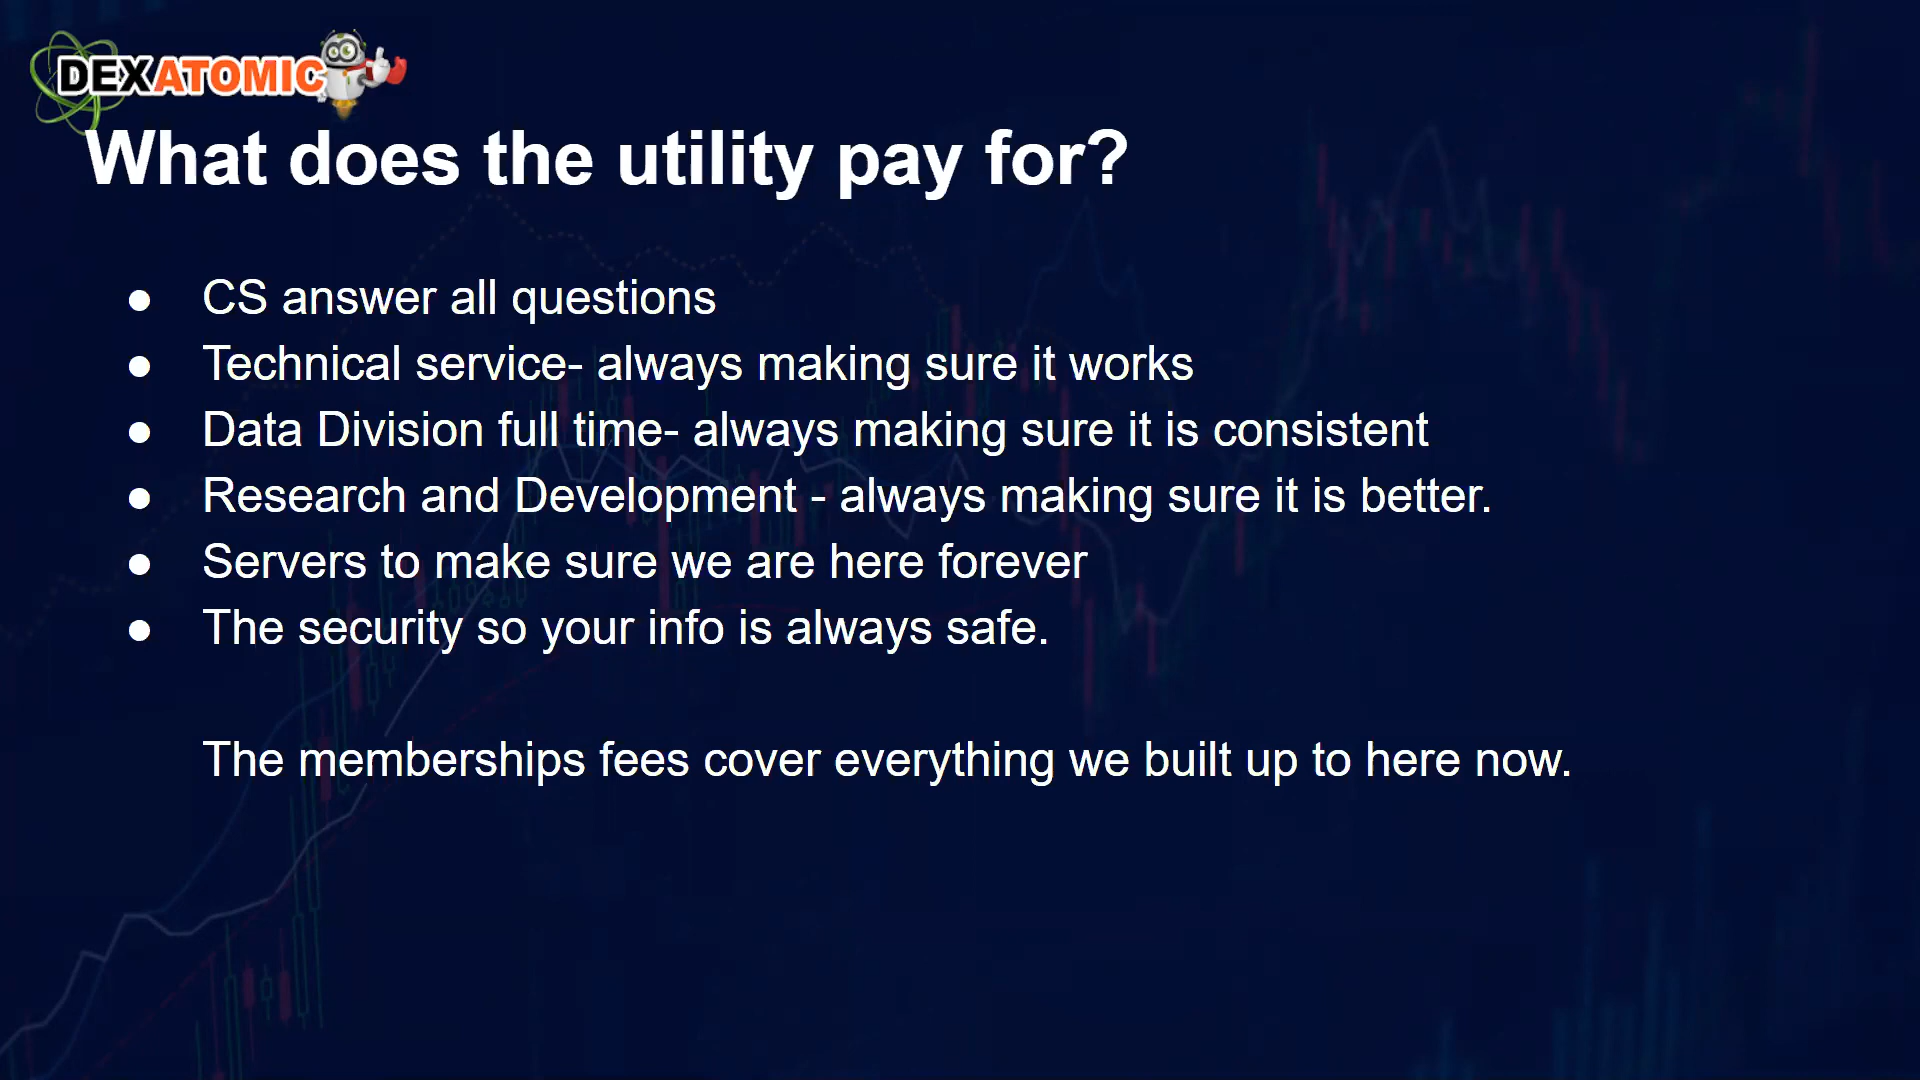 DEXATOMIC
What does the utility pay for?
● CS answer all questions
● Technical service- always making sure it works
● Data Division full time- always making sure it is consistent
● Research and Development - always making sure it is better.
● Servers to make sure we are here forever
● The security so your info is always safe.
The memberships fees cover everything we built up to here now.